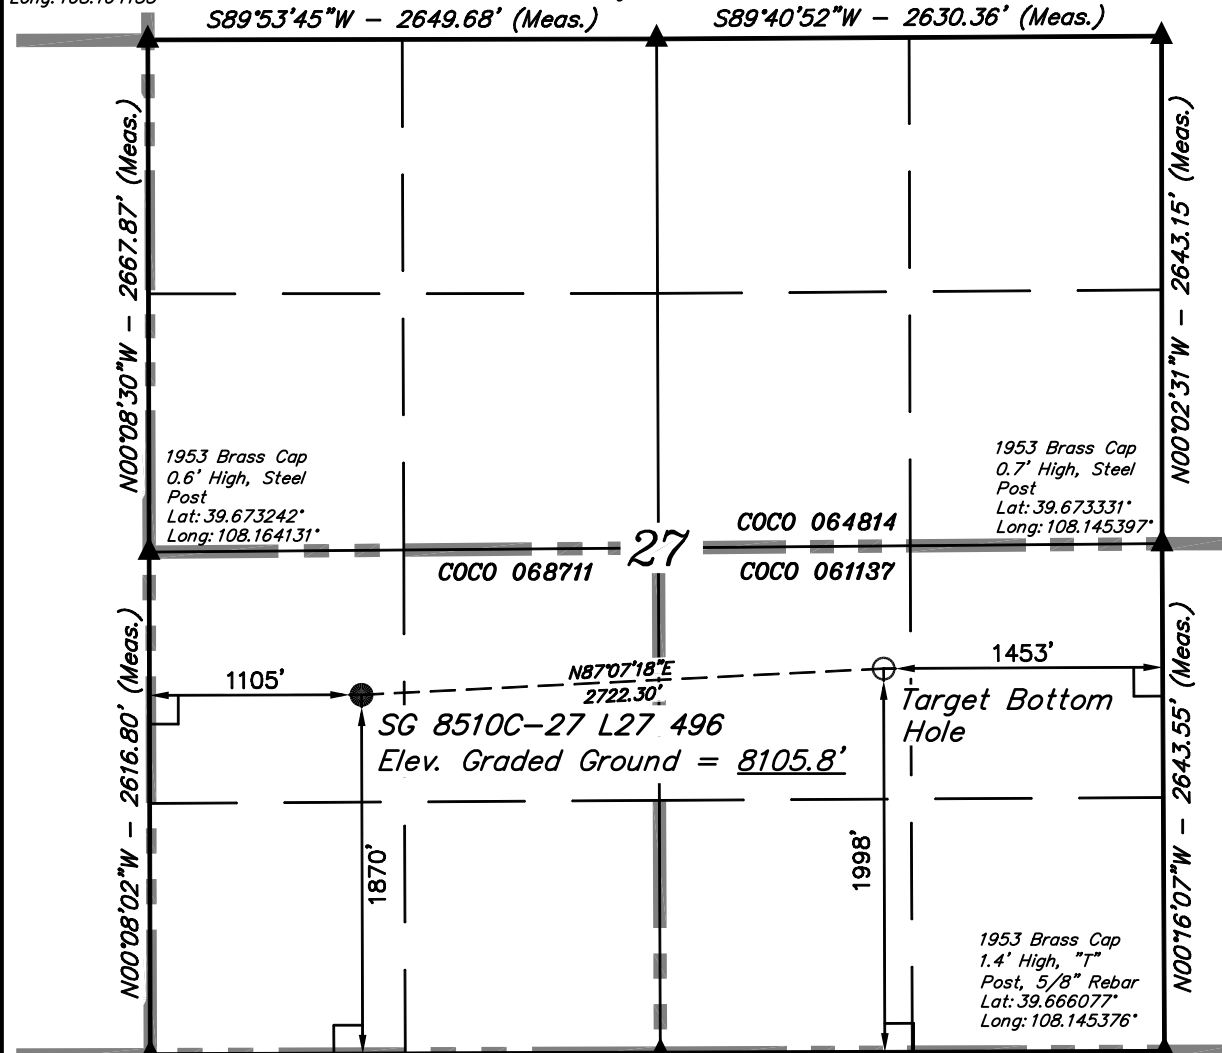 S89°53'45"W - 2649.68' (Meas.)
S89°40'52"W - 2630.36' (Meas.)
N00°08'30"W - 2667.87' (Meas.)
N00°02'31"W - 2643.15' (Meas.)
1953 Brass Cap
0.6' High, Steel
Post
Lat: 39.673242°
Long: 108.164131°
1953 Brass Cap
0.7' High, Steel
Post
Lat: 39.673331°
Long: 108.145397°
COCO 064814
27
COCO 068711
COCO 061137
N00°08'02"W - 2616.80' (Meas.)
N00°16'07"W - 2643.55' (Meas.)
1105'
N87°07'18"E
2722.30'
1453'
SG 8510C-27 L27 496
Elev. Graded Ground = 8105.8'
Target Bottom
Hole
1870'
1998'
1953 Brass Cap
1.4' High, "T"
Post, 5/8" Rebar
Lat: 39.666077°
Long: 108.145376°